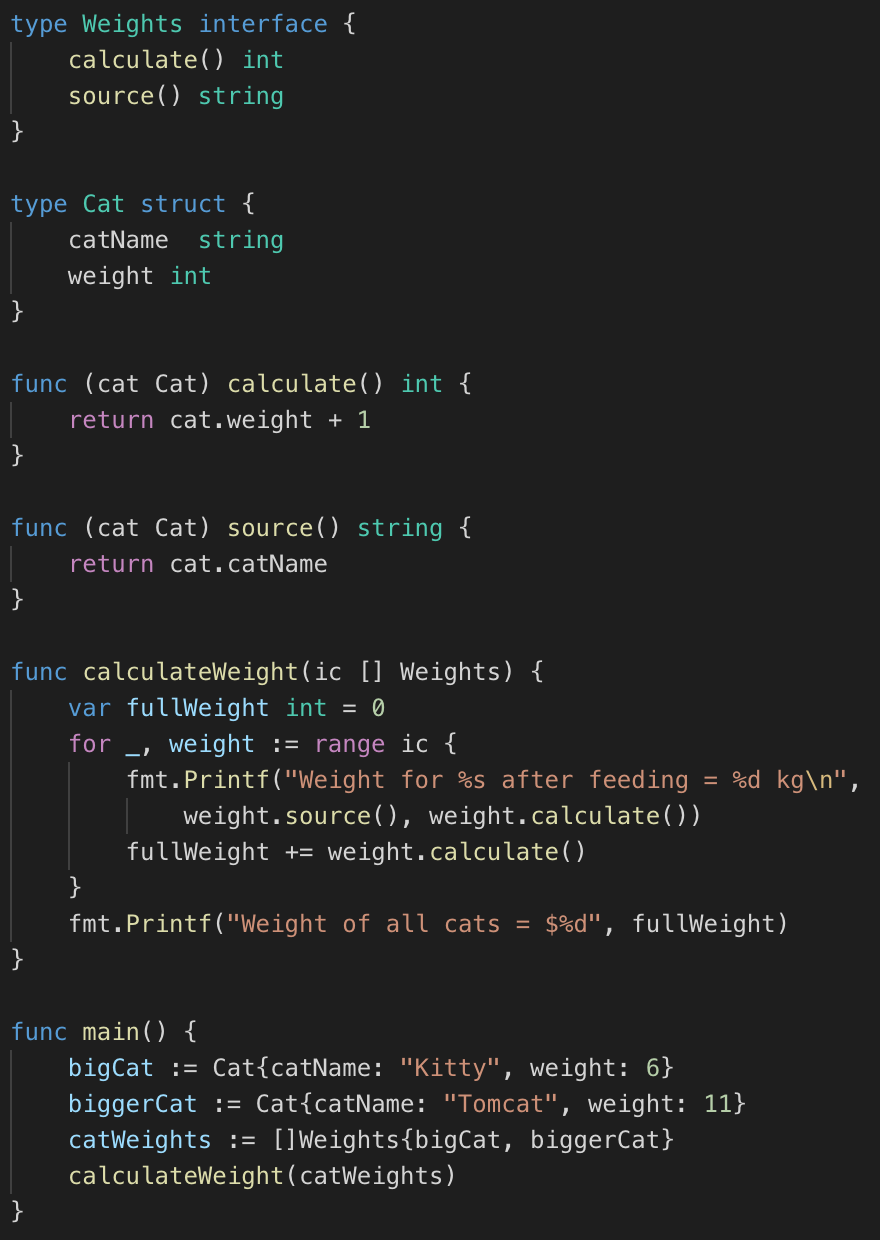 type Weights interface {
    calculate() int
    source() string
}

type Cat struct {
    catName  string
    weight int
}

func (cat Cat) calculate() int {
    return cat.weight + 1
}

func (cat Cat) source() string {
    return cat.catName
}

func calculateWeight(ic [] Weights) {
    var fullWeight int = 0
    for _, weight := range ic {
        fmt.Printf("Weight for %s after feeding = %d kg\n",
            weight.source(), weight.calculate())
        fullWeight += weight.calculate()
    }
    fmt.Printf("Weight of all cats = $%d", fullWeight)
}

func main() {
    bigCat := Cat{catName: "Kitty", weight: 6}
    biggerCat := Cat{catName: "Tomcat", weight: 11}
    catWeights := []Weights{bigCat, biggerCat}
    calculateWeight(catWeights)
}